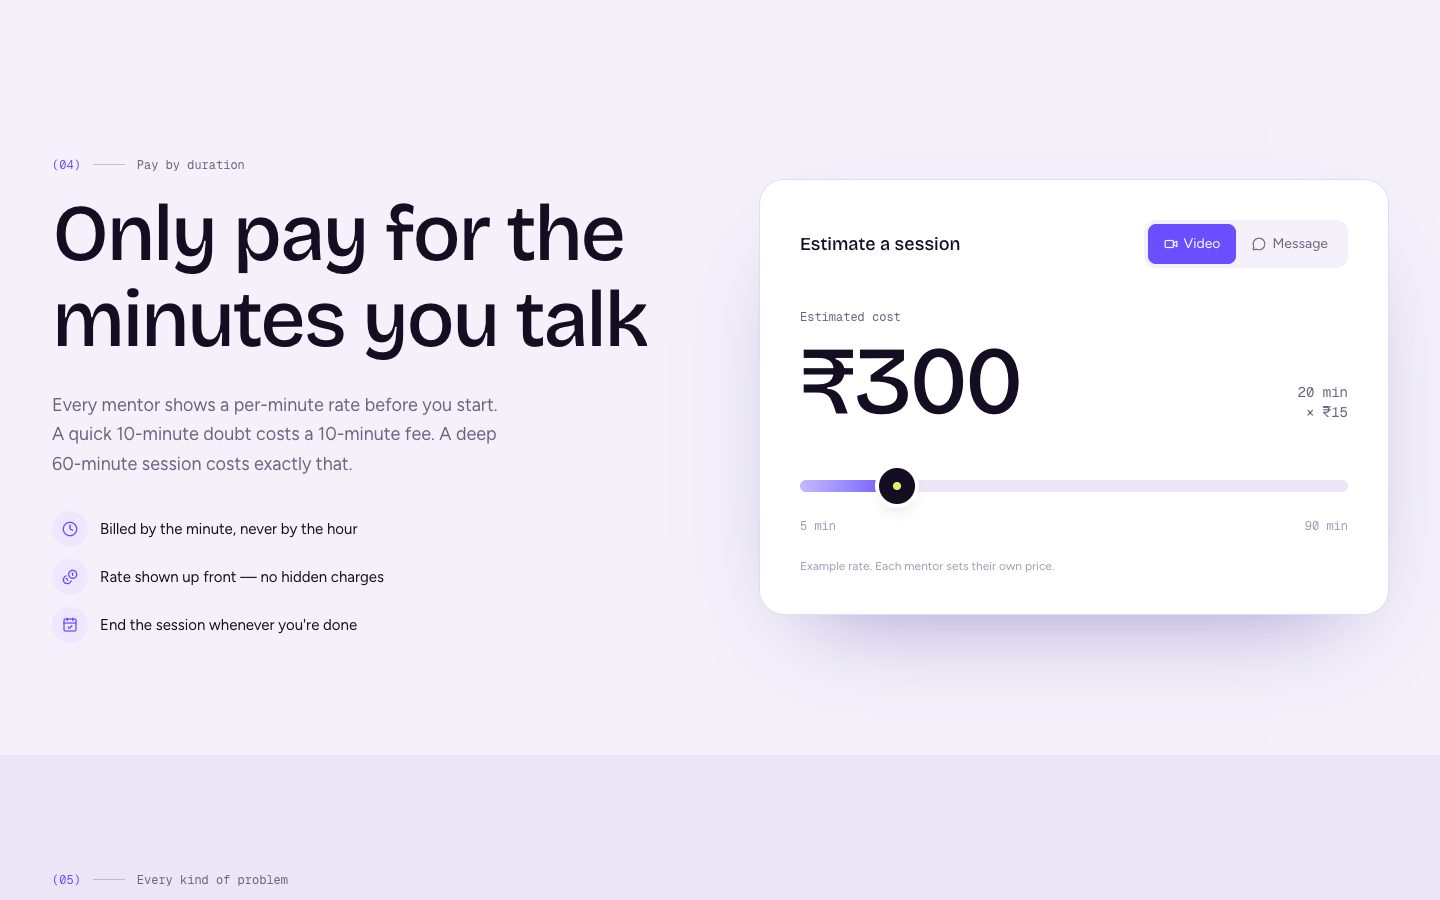 (04) Pay by duration
Only pay for the
minutes you talk
Every mentor shows a per-minute rate before you start.
A quick 10-minute doubt costs a 10-minute fee. A deep
60-minute session costs exactly that.
Billed by the minute, never by the hour
Rate shown up front — no hidden charges
End the session whenever you're done
Estimate a session
Video
Message
Estimated cost
₹300
20 min
× ₹15
5 min
90 min
Example rate. Each mentor sets their own price.
(05) Every kind of problem